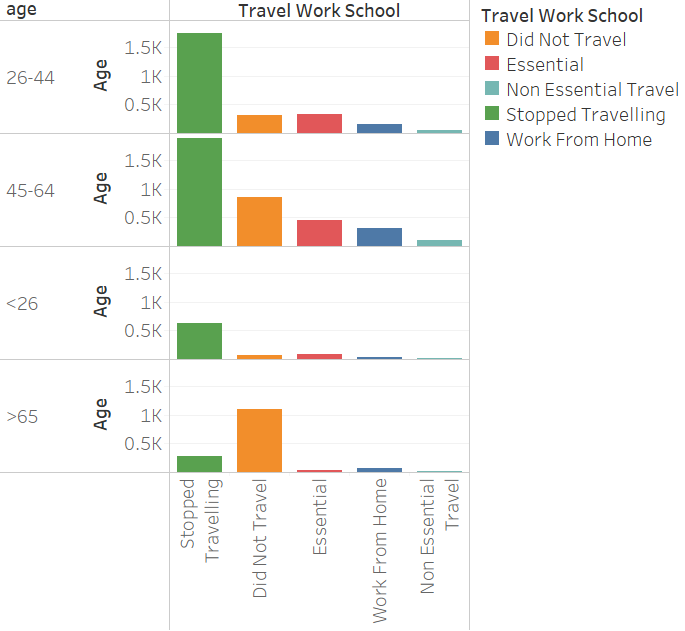 age
Travel Work School
Travel Work School
Did Not Travel
Essential
Non Essential Travel
Stopped Travelling
Work From Home
26-44
Age
1.5K
1K
0.5K
45-64
Age
1.5K
1K
0.5K
<26
Age
1.5K
1K
0.5K
>65
Age
1.5K
1K
0.5K
Stopped
Travelling
Did Not Travel
Essential
Work From Home
Non Essential
Travel